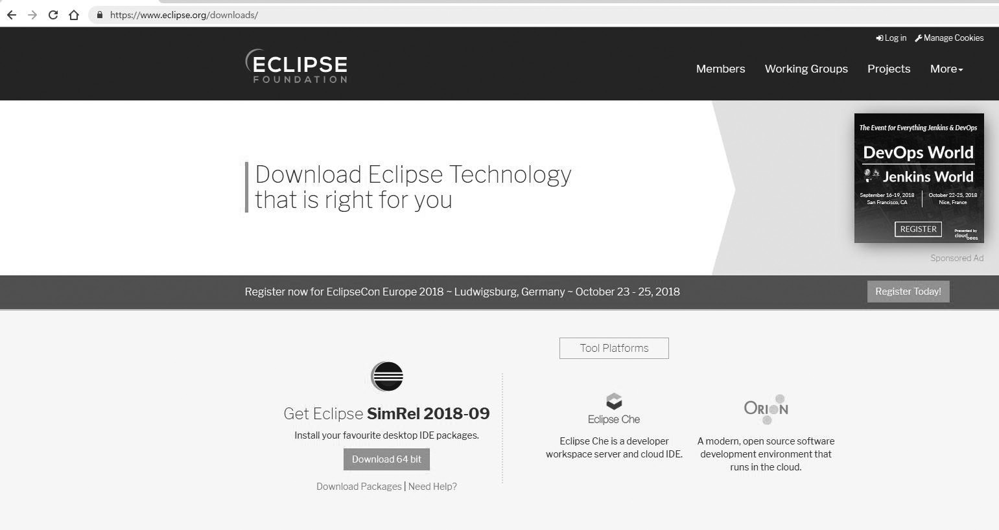 https://www.eclipse.org/downloads/
Log in Manage Cookies
ECLIPSE
FOUNDATION
Members Working Groups Projects More
The Event for Everything Jenkins & DevOps
DevOps World
Jenkins World
September 16-19, 2018 October 22-25, 2018
San Francisco, CA Nice, France
REGISTER
Presented by
cloud
bees
Sponsored Ad
Download Eclipse Technology
that is right for you
Register now for EclipseCon Europe 2018 ~ Ludwigsburg, Germany ~ October 23 - 25, 2018
Register Today!
Get Eclipse SimRel 2018-09
Install your favourite desktop IDE packages.
Download 64 bit
Download Packages | Need Help?
Tool Platforms
Eclipse Che
Eclipse Che is a developer
workspace server and cloud IDE.
ORION
A modern, open source software
development environment that
runs in the cloud.